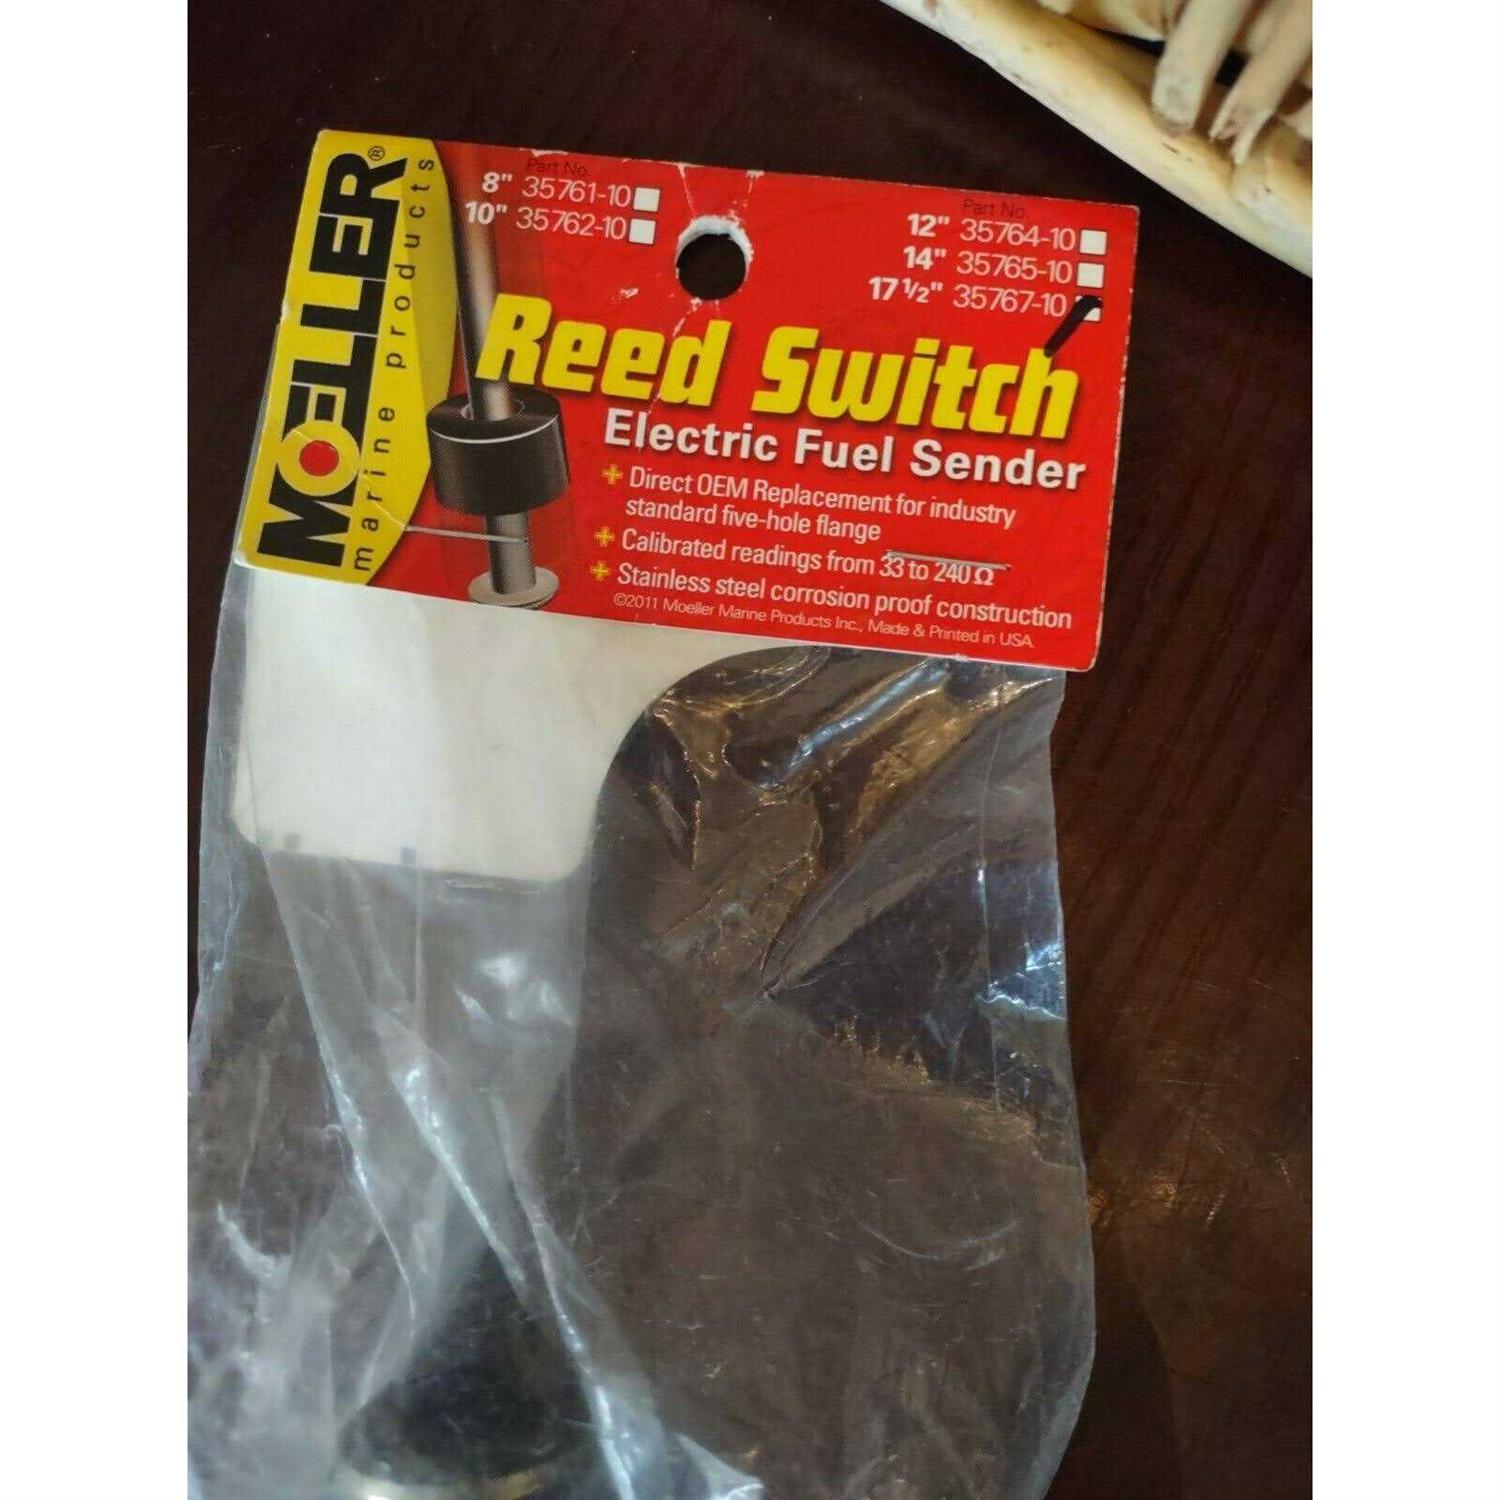 MOELLER®
marine products
Part No.
8" 35761-10
10" 35762-10
Part No.
12" 35764-10
14" 35765-10
17 1/2" 35767-10
Reed Switch
Electric Fuel Sender
+ Direct OEM Replacement for industry
standard five-hole flange
+ Calibrated readings from 33 to 240 Ω
+ Stainless steel corrosion proof construction
©2011 Moeller Marine Products Inc., Made & Printed in USA.